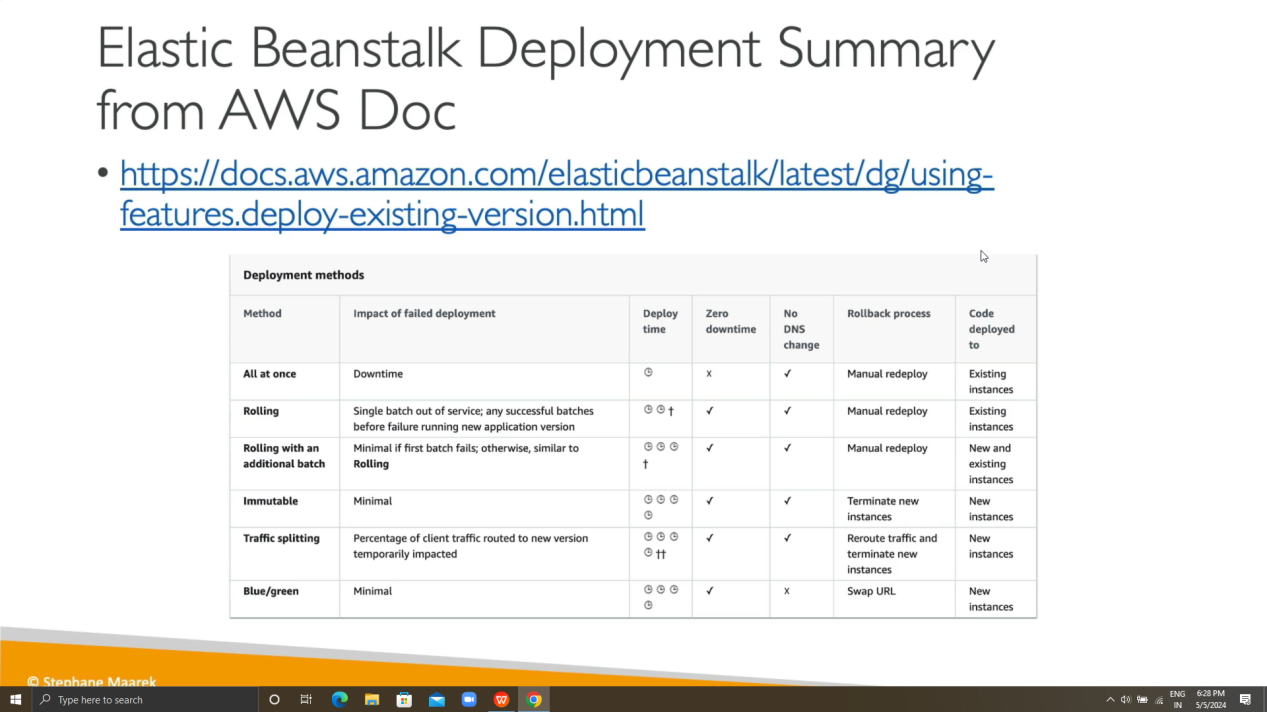 Elastic Beanstalk Deployment Summary
from AWS Doc
• https://docs.aws.amazon.com/elasticbeanstalk/latest/dg/using-
features.deploy-existing-version.html
Deployment methods
Method Impact of failed deployment Deploy time Zero downtime No DNS change Rollback process Code deployed to
All at once Downtime x ✓ Manual redeploy Existing instances
Rolling Single batch out of service; any successful batches before failure running new application version † ✓ ✓ Manual redeploy Existing instances
Rolling with an additional batch Minimal if first batch fails; otherwise, similar to Rolling † ✓ ✓ Manual redeploy New and existing instances
Immutable Minimal ✓ ✓ Terminate new instances New instances
Traffic splitting Percentage of client traffic routed to new version temporarily impacted †† ✓ ✓ Reroute traffic and terminate new instances New instances
Blue/green Minimal ✓ x Swap URL New instances
© Stephane Maarek
Type here to search
ENG
IN
6:28 PM
5/5/2024